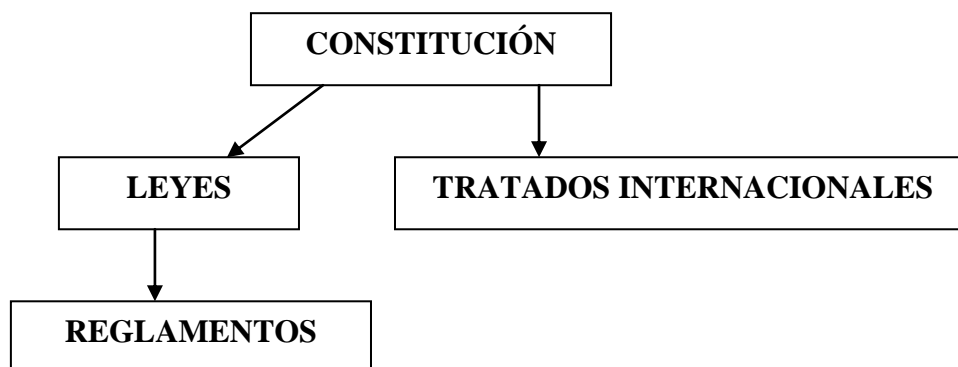 CONSTITUCIÓN
LEYES
TRATADOS INTERNACIONALES
REGLAMENTOS